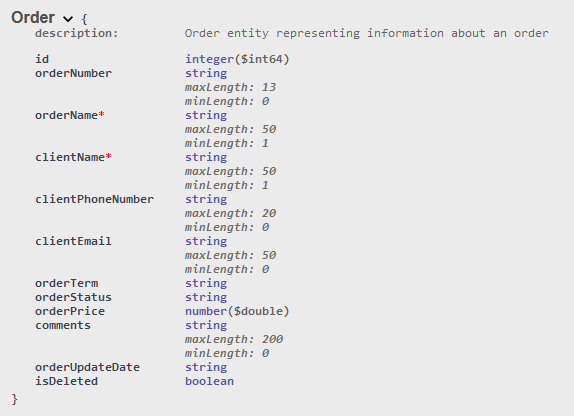 Order {
description: Order entity representing information about an order
id integer($int64)
orderNumber string
maxLength: 13
minLength: 0
orderName* string
maxLength: 50
minLength: 1
clientName* string
maxLength: 50
minLength: 1
clientPhoneNumber string
maxLength: 20
minLength: 0
clientEmail string
maxLength: 50
minLength: 0
orderTerm string
orderStatus string
orderPrice number($double)
comments string
maxLength: 200
minLength: 0
orderUpdateDate string
isDeleted boolean
}